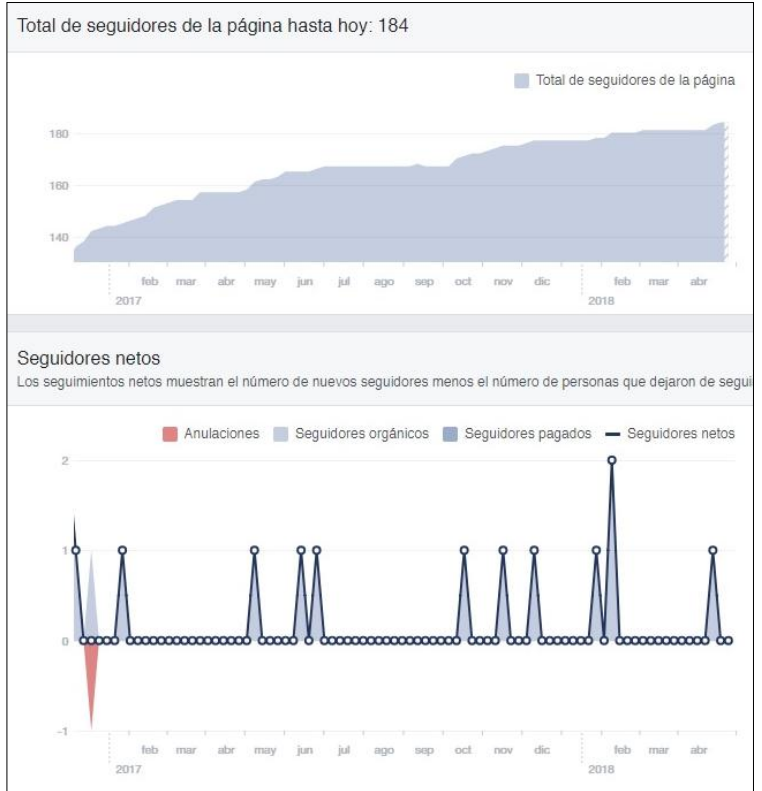 Total de seguidores de la página hasta hoy: 184
Total de seguidores de la página
180
160
140
feb mar abr may jun jul ago sep oct nov dic feb mar abr
2017 2018
Seguidores netos
Los seguimientos netos muestran el número de nuevos seguidores menos el número de personas que dejaron de segui
Anulaciones Seguidores orgánicos Seguidores pagados Seguidores netos
2
1
0
-1
feb mar abr may jun jul ago sep oct nov dic feb mar abr
2017 2018